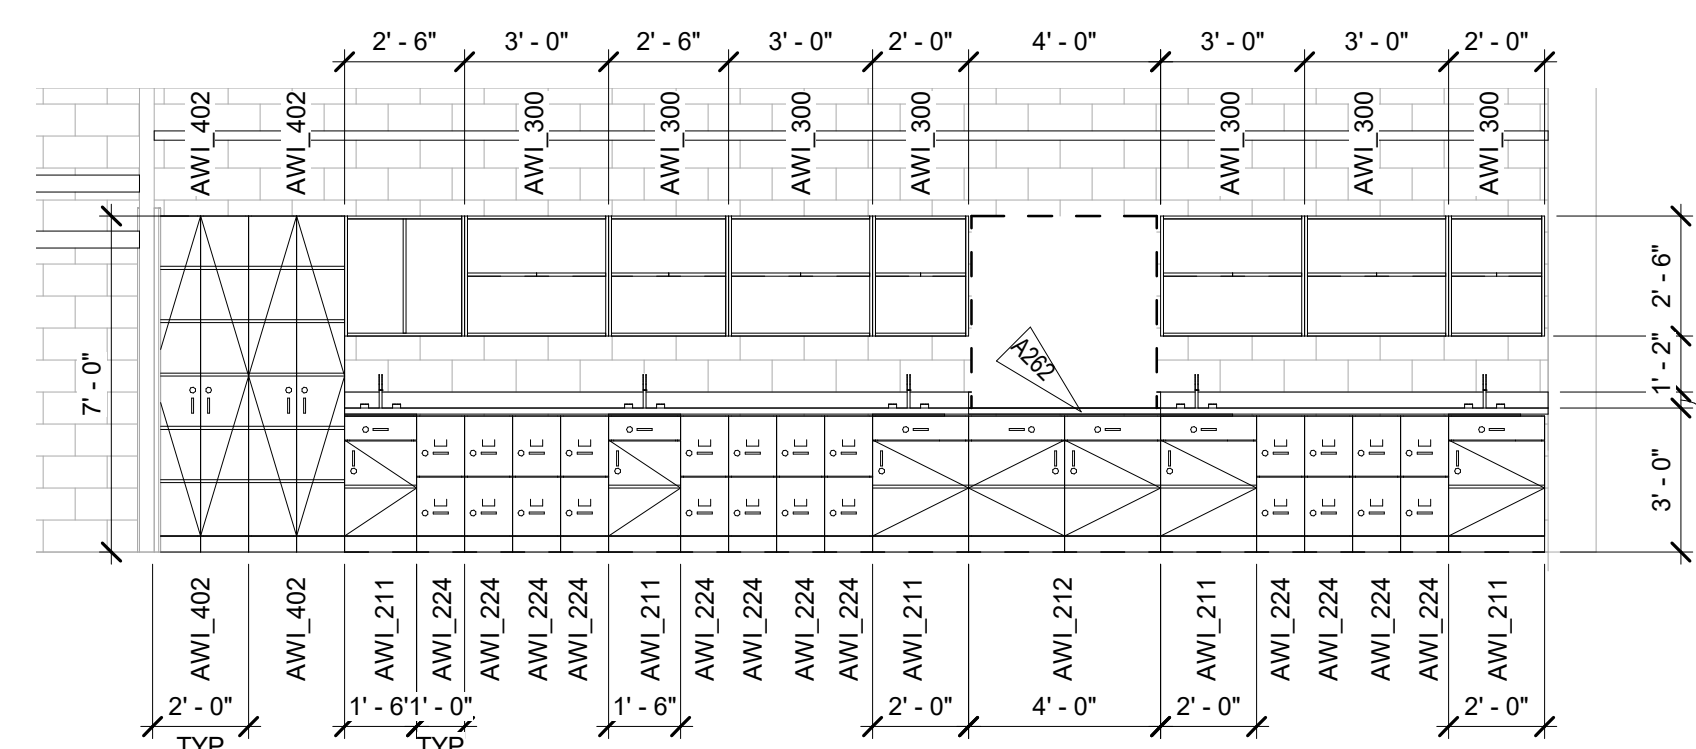 2' - 6" 3' - 0" 2' - 6" 3' - 0" 2' - 0" 4' - 0" 3' - 0" 3' - 0" 2' - 0"
AWI_402 AWI_402 AWI_300 AWI_300 AWI_300 AWI_300 AWI_300 AWI_300 AWI_300
7' - 0"
A262
2' - 6"
1' - 2"
3' - 0"
AWI_402 AWI_402 AWI_211 AWI_224 AWI_224 AWI_224 AWI_224 AWI_211 AWI_224 AWI_224 AWI_224 AWI_224 AWI_211 AWI_212 AWI_211 AWI_224 AWI_224 AWI_224 AWI_224 AWI_211
2' - 0" 1' - 6" 1' - 0" 1' - 6" 2' - 0" 4' - 0" 2' - 0" 2' - 0"
TYP TYP